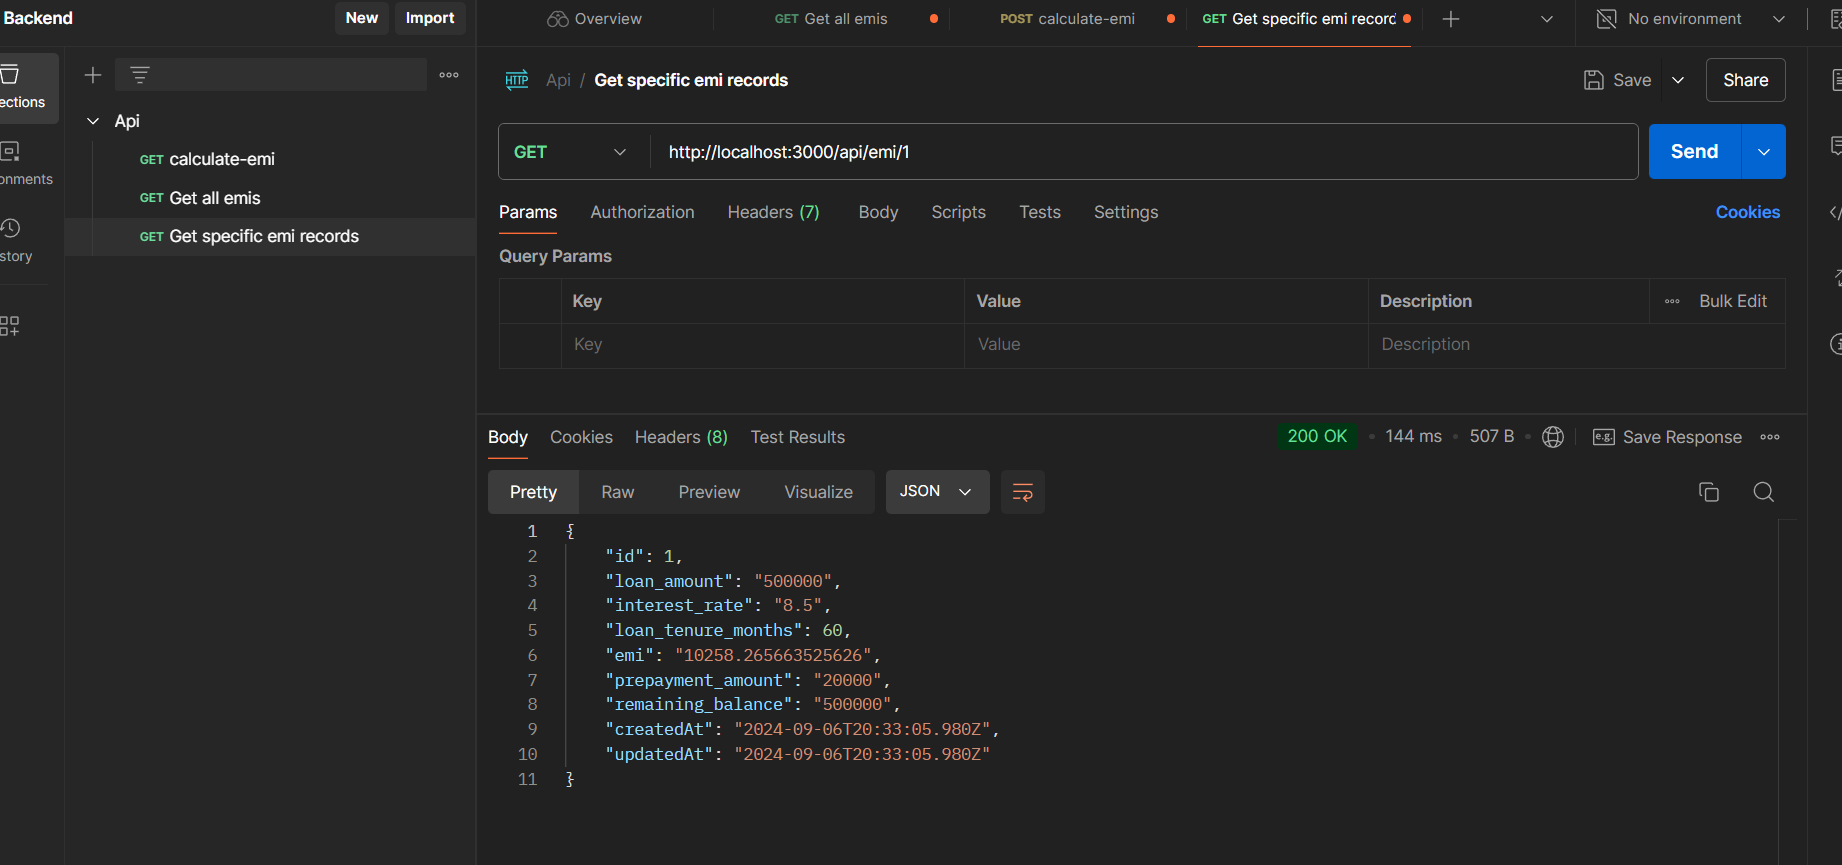 Backend
New
Import
Overview
GET Get all emis
POST calculate-emi
GET Get specific emi record
No environment
ections
Api
GET calculate-emi
GET Get all emis
GET Get specific emi records
onments
story
HTTP Api / Get specific emi records
Save
Share
GET
http://localhost:3000/api/emi/1
Send
Params
Authorization
Headers (7)
Body
Scripts
Tests
Settings
Cookies
Query Params
Key
Value
Description
Bulk Edit
Key
Value
Description
Body
Cookies
Headers (8)
Test Results
200 OK
144 ms
507 B
e.g. Save Response
Pretty
Raw
Preview
Visualize
JSON
1 {
2 "id": 1,
3 "loan_amount": "500000",
4 "interest_rate": "8.5",
5 "loan_tenure_months": 60,
6 "emi": "10258.265663525626",
7 "prepayment_amount": "20000",
8 "remaining_balance": "500000",
9 "createdAt": "2024-09-06T20:33:05.980Z",
10 "updatedAt": "2024-09-06T20:33:05.980Z"
11 }